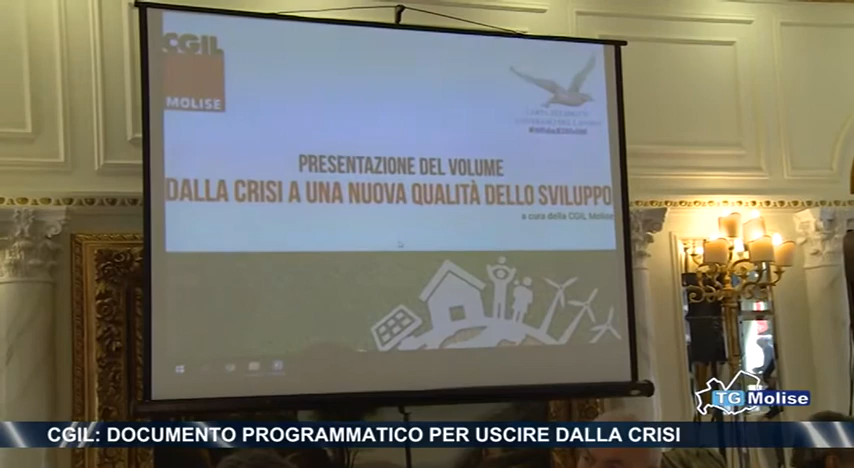 CGIL
MOLISE
PRESENTAZIONE DEL VOLUME
DALLA CRISI A UNA NUOVA QUALITÀ DELLO SVILUPPO
a cura della CGIL Molise
TG Molise
CGIL: DOCUMENTO PROGRAMMATICO PER USCIRE DALLA CRISI